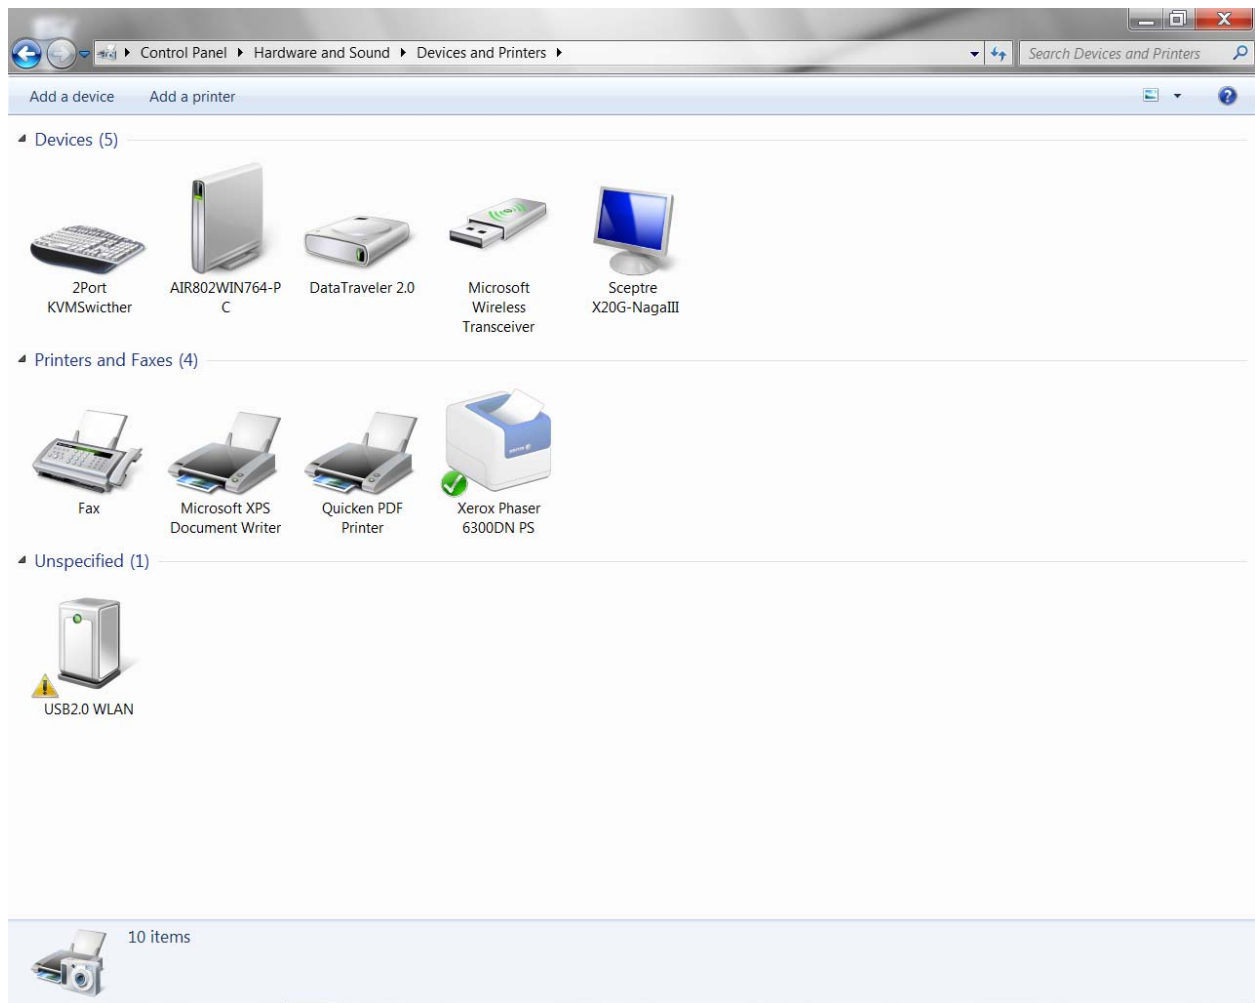 Control Panel Hardware and Sound Devices and Printers
Search Devices and Printers
Add a device Add a printer
Devices (5)
2Port
KVMSwicther
AIR802WIN764-P
C
DataTraveler 2.0
Microsoft
Wireless
Transceiver
Sceptre
X20G-NagaIII
Printers and Faxes (4)
xerox
Fax
Microsoft XPS
Document Writer
Quicken PDF
Printer
Xerox Phaser
6300DN PS
Unspecified (1)
USB2.0 WLAN
10 items